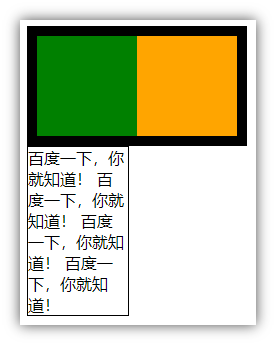 百度一下，你
就知道！ 百
度一下，你就
知道！ 百度
一下，你就知
道！ 百度一
下，你就知
道！